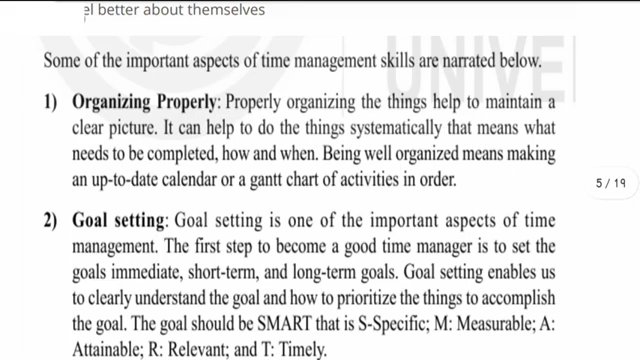 el better about themselves
UNIVE
Some of the important aspects of time management skills are narrated below.
1) Organizing Properly: Properly organizing the things help to maintain a
clear picture. It can help to do the things systematically that means what
needs to be completed, how and when. Being well organized means making
an up-to-date calendar or a gantt chart of activities in order.
5 / 19
2) Goal setting: Goal setting is one of the important aspects of time
management. The first step to become a good time manager is to set the
goals immediate, short-term, and long-term goals. Goal setting enables us
to clearly understand the goal and how to prioritize the things to accomplish
the goal. The goal should be SMART that is S-Specific; M: Measurable; A:
Attainable; R: Relevant; and T: Timely.